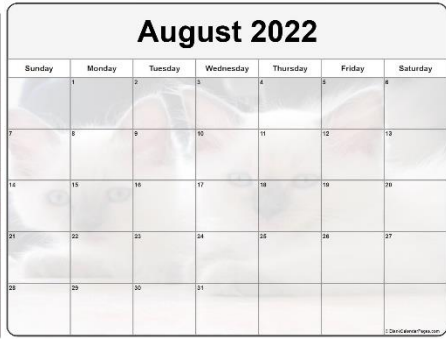 August 2022
Sunday Monday Tuesday Wednesday Thursday Friday Saturday
1 2 3 4 5 6
7 8 9 10 11 12 13
14 15 16 17 18 19 20
21 22 23 24 25 26 27
28 29 30 31
© BlankCalendarPages.com